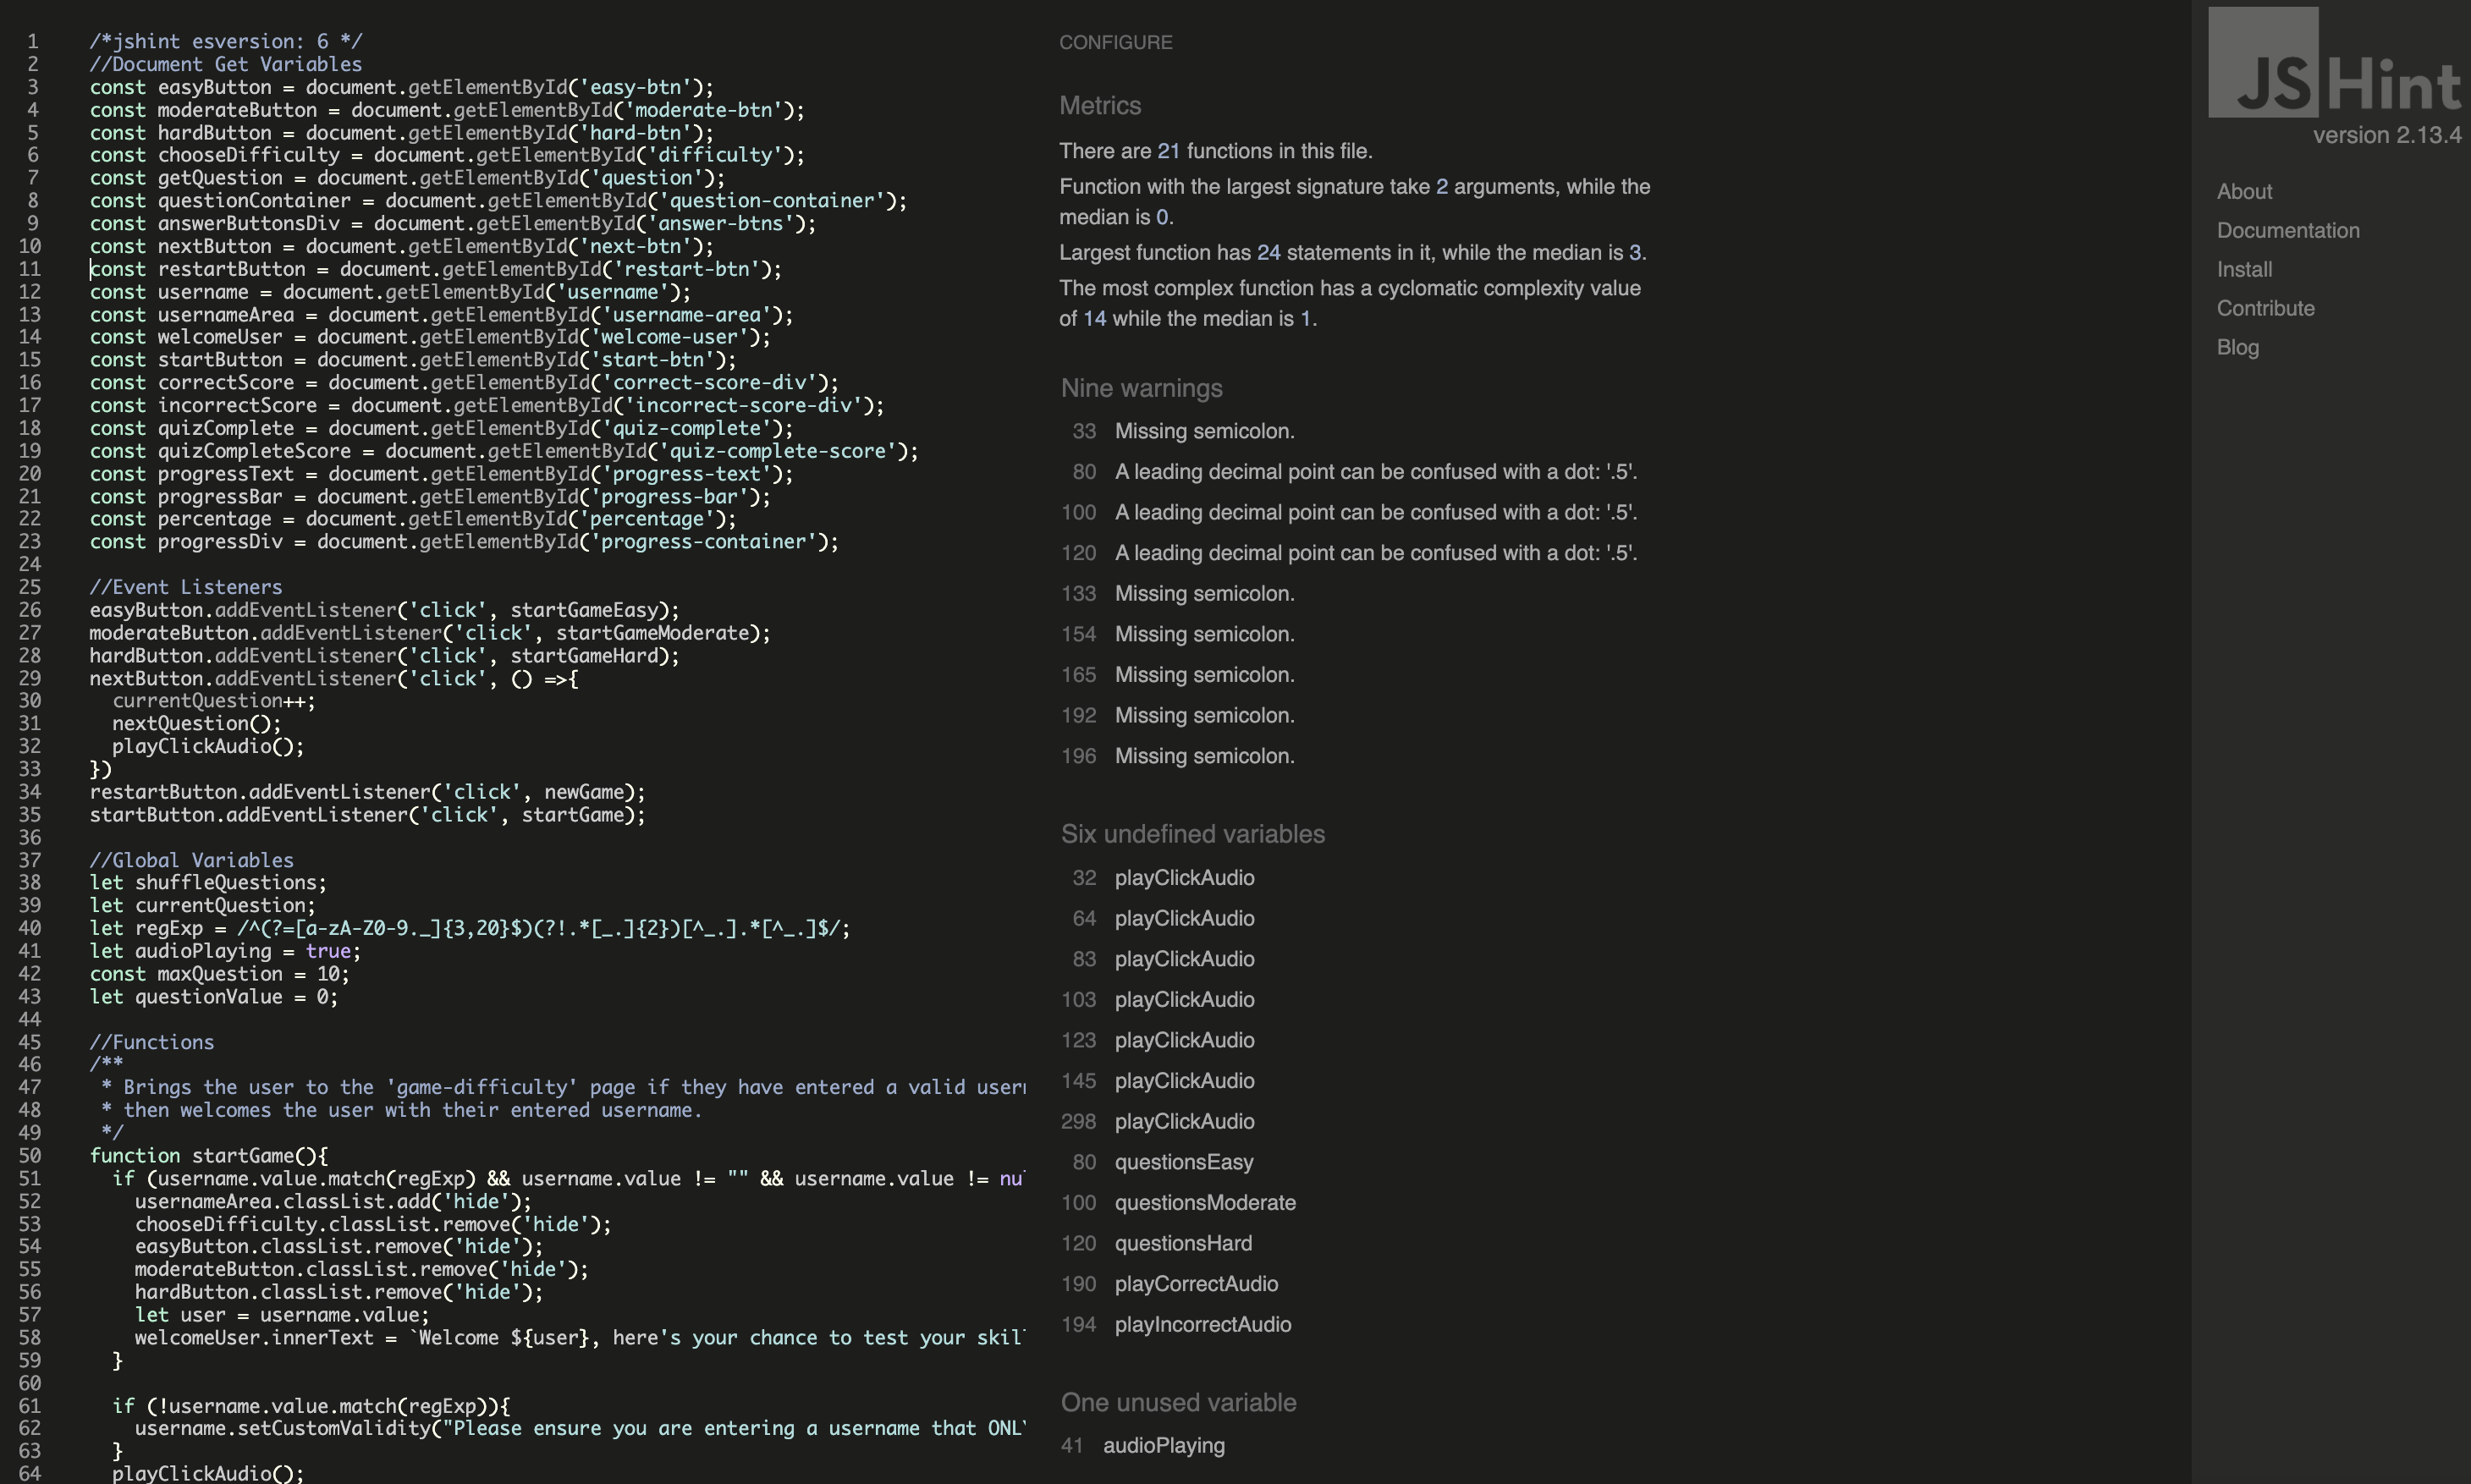 1 /*jshint esversion: 6 */
2 //Document Get Variables
3 const easyButton = document.getElementById('easy-btn');
4 const moderateButton = document.getElementById('moderate-btn');
5 const hardButton = document.getElementById('hard-btn');
6 const chooseDifficulty = document.getElementById('difficulty');
7 const getQuestion = document.getElementById('question');
8 const questionContainer = document.getElementById('question-container');
9 const answerButtonsDiv = document.getElementById('answer-btns');
10 const nextButton = document.getElementById('next-btn');
11 const restartButton = document.getElementById('restart-btn');
12 const username = document.getElementById('username');
13 const usernameArea = document.getElementById('username-area');
14 const welcomeUser = document.getElementById('welcome-user');
15 const startButton = document.getElementById('start-btn');
16 const correctScore = document.getElementById('correct-score-div');
17 const incorrectScore = document.getElementById('incorrect-score-div');
18 const quizComplete = document.getElementById('quiz-complete');
19 const quizCompleteScore = document.getElementById('quiz-complete-score');
20 const progressText = document.getElementById('progress-text');
21 const progressBar = document.getElementById('progress-bar');
22 const percentage = document.getElementById('percentage');
23 const progressDiv = document.getElementById('progress-container');
24
25 //Event Listeners
26 easyButton.addEventListener('click', startGameEasy);
27 moderateButton.addEventListener('click', startGameModerate);
28 hardButton.addEventListener('click', startGameHard);
29 nextButton.addEventListener('click', () =>{
30 currentQuestion++;
31 nextQuestion();
32 playClickAudio();
33 })
34 restartButton.addEventListener('click', newGame);
35 startButton.addEventListener('click', startGame);
36
37 //Global Variables
38 let shuffleQuestions;
39 let currentQuestion;
40 let regExp = /^(?=[a-zA-Z0-9._]{3,20}$)(?!.*[_.]{2})[^_.].*[^_.]$/;
41 let audioPlaying = true;
42 const maxQuestion = 10;
43 let questionValue = 0;
44
45 //Functions
46 /**
47 * Brings the user to the 'game-difficulty' page if they have entered a valid
48 * then welcomes the user with their entered username.
49 */
50 function startGame(){
51 if (username.value.match(regExp) && username.value != "" && username.value !=
52 usernameArea.classList.add('hide');
53 chooseDifficulty.classList.remove('hide');
54 easyButton.classList.remove('hide');
55 moderateButton.classList.remove('hide');
56 hardButton.classList.remove('hide');
57 let user = username.value;
58 welcomeUser.innerText = `Welcome ${user}, here's your chance to test your
59 }
60
61 if (!username.value.match(regExp)){
62 username.setCustomValidity("Please ensure you are entering a username that
63 }
64 playClickAudio();
CONFIGURE
Metrics
There are 21 functions in this file.
Function with the largest signature take 2 arguments, while the
median is 0.
Largest function has 24 statements in it, while the median is 3.
The most complex function has a cyclomatic complexity value
of 14 while the median is 1.
Nine warnings
33 Missing semicolon.
80 A leading decimal point can be confused with a dot: '.5'.
100 A leading decimal point can be confused with a dot: '.5'.
120 A leading decimal point can be confused with a dot: '.5'.
133 Missing semicolon.
154 Missing semicolon.
165 Missing semicolon.
192 Missing semicolon.
196 Missing semicolon.
Six undefined variables
32 playClickAudio
64 playClickAudio
83 playClickAudio
103 playClickAudio
123 playClickAudio
145 playClickAudio
298 playClickAudio
80 questionsEasy
100 questionsModerate
120 questionsHard
190 playCorrectAudio
194 playIncorrectAudio
One unused variable
41 audioPlaying
JSHint
version 2.13.4
About
Documentation
Install
Contribute
Blog